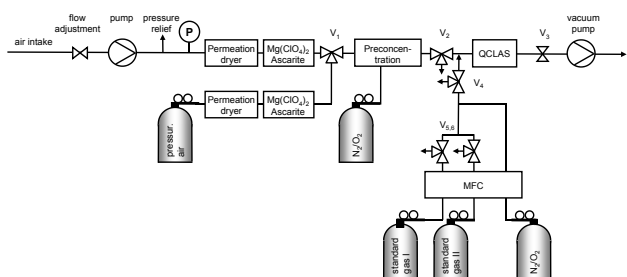 air intake
flow
adjustment
pump
pressure
relief
P
Permeation
dryer
Mg(ClO4)2
Ascarite
V1
Preconcen-
tration
V2
QCLAS
V3
vacuum
pump
V4
Permeation
dryer
Mg(ClO4)2
Ascarite
pressur.
air
N2/O2
V5,6
MFC
standard
gas I
standard
gas II
N2/O2